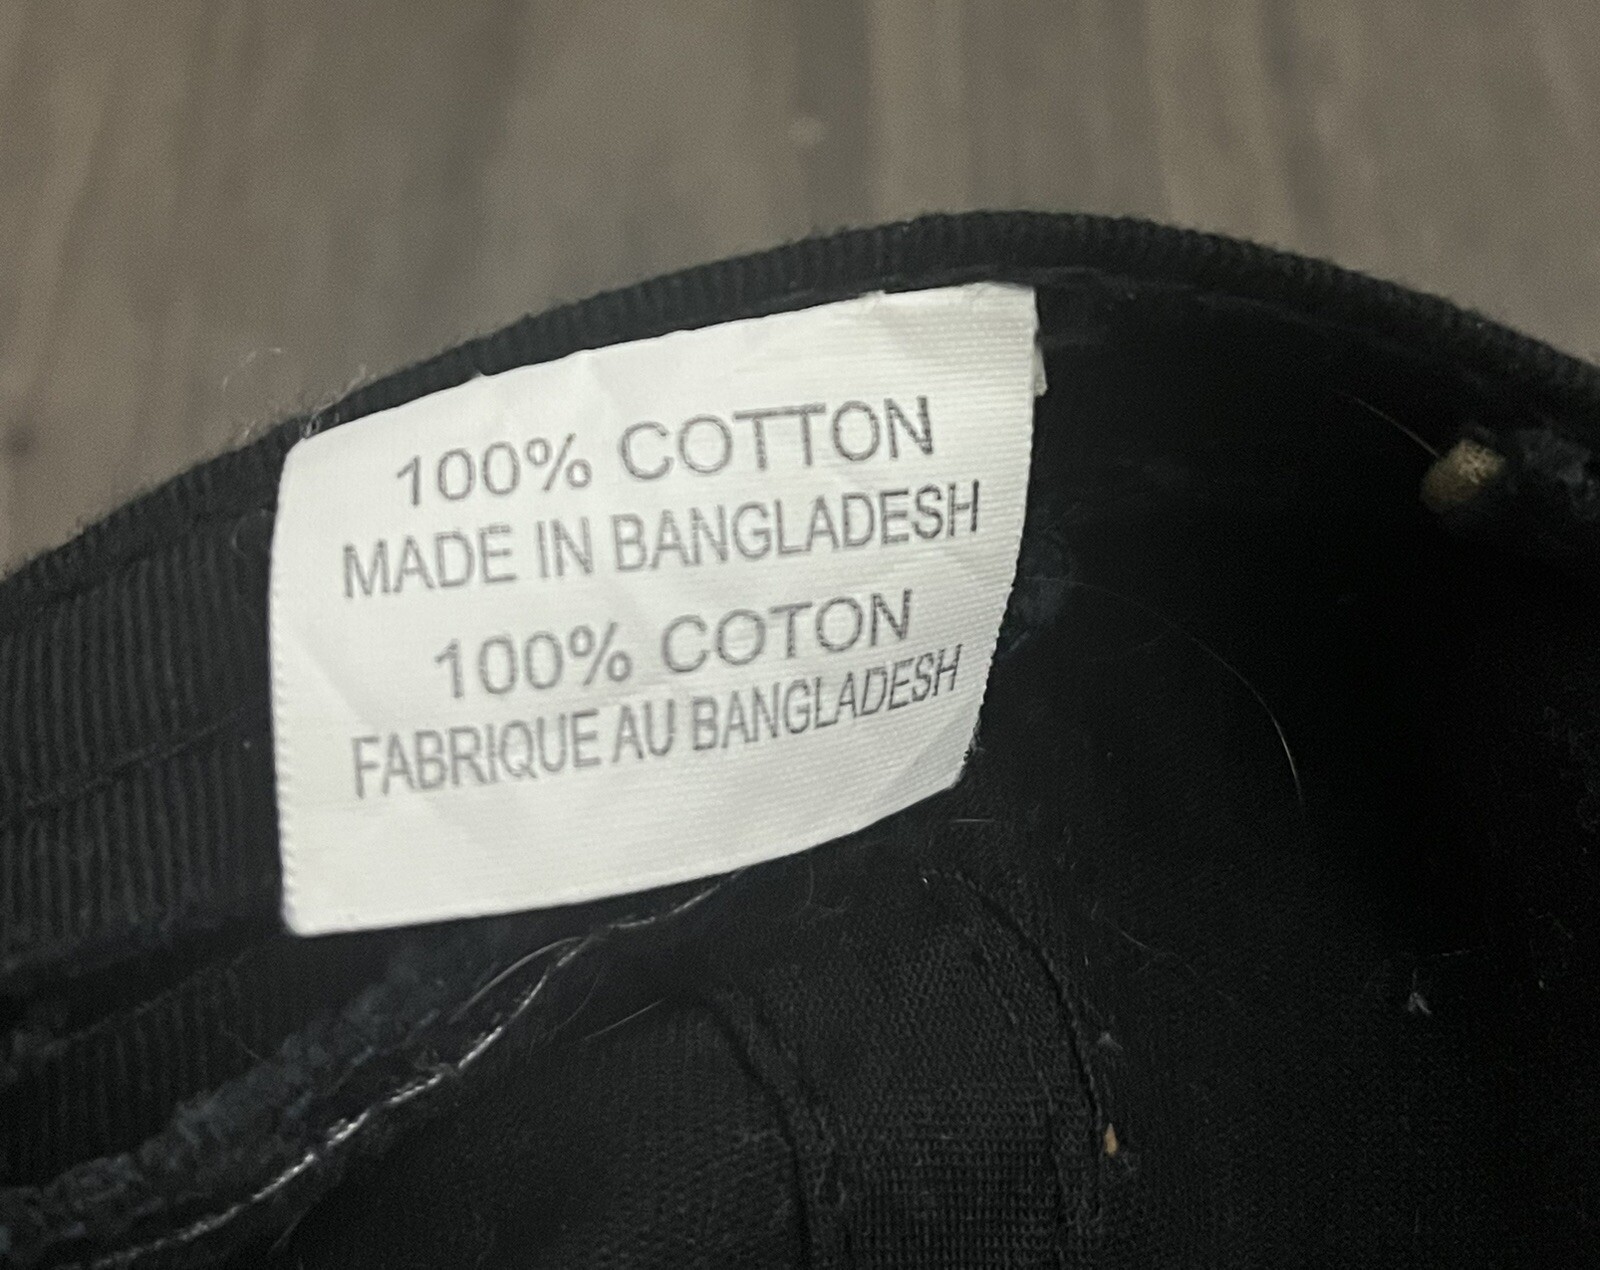 100% COTTON
MADE IN BANGLADESH
100% COTON
FABRIQUE AU BANGLADESH